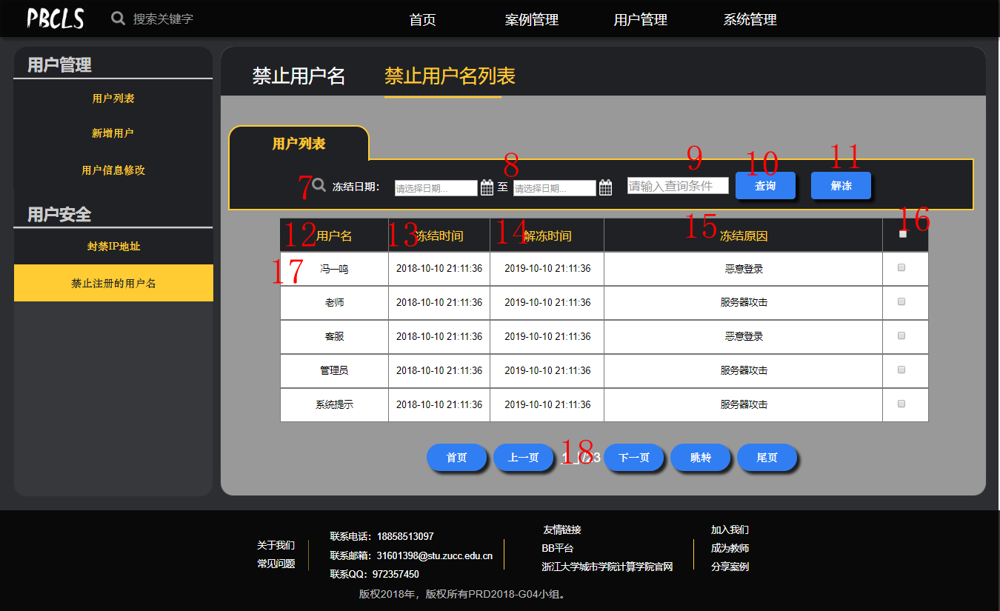 PBCLS 搜索关键字 首页 案例管理 用户管理 系统管理
用户管理
用户列表
新增用户
用户信息修改
用户安全
封禁IP地址
禁止注册的用户名
禁止用户名 禁止用户名列表
用户列表
7 冻结日期： 请选择日期... 8 至 请选择日期... 9 请输入查询条件 10 查询 11 解冻
12 用户名 13 冻结时间 14 解冻时间 15 冻结原因 16
17 冯一鸣 2018-10-10 21:11:36 2019-10-10 21:11:36 恶意登录
老师 2018-10-10 21:11:36 2019-10-10 21:11:36 服务器攻击
客服 2018-10-10 21:11:36 2019-10-10 21:11:36 恶意登录
管理员 2018-10-10 21:11:36 2019-10-10 21:11:36 服务器攻击
系统提示 2018-10-10 21:11:36 2019-10-10 21:11:36 服务器攻击
首页 上一页 18 1 /23 下一页 跳转 尾页
关于我们
常见问题
联系电话：18858513097
联系邮箱：31601398@stu.zucc.edu.cn
联系QQ：972357450
友情链接
BB平台
浙江大学城市学院计算学院官网
加入我们
成为教师
分享案例
版权2018年，版权所有PRD2018-G04小组。